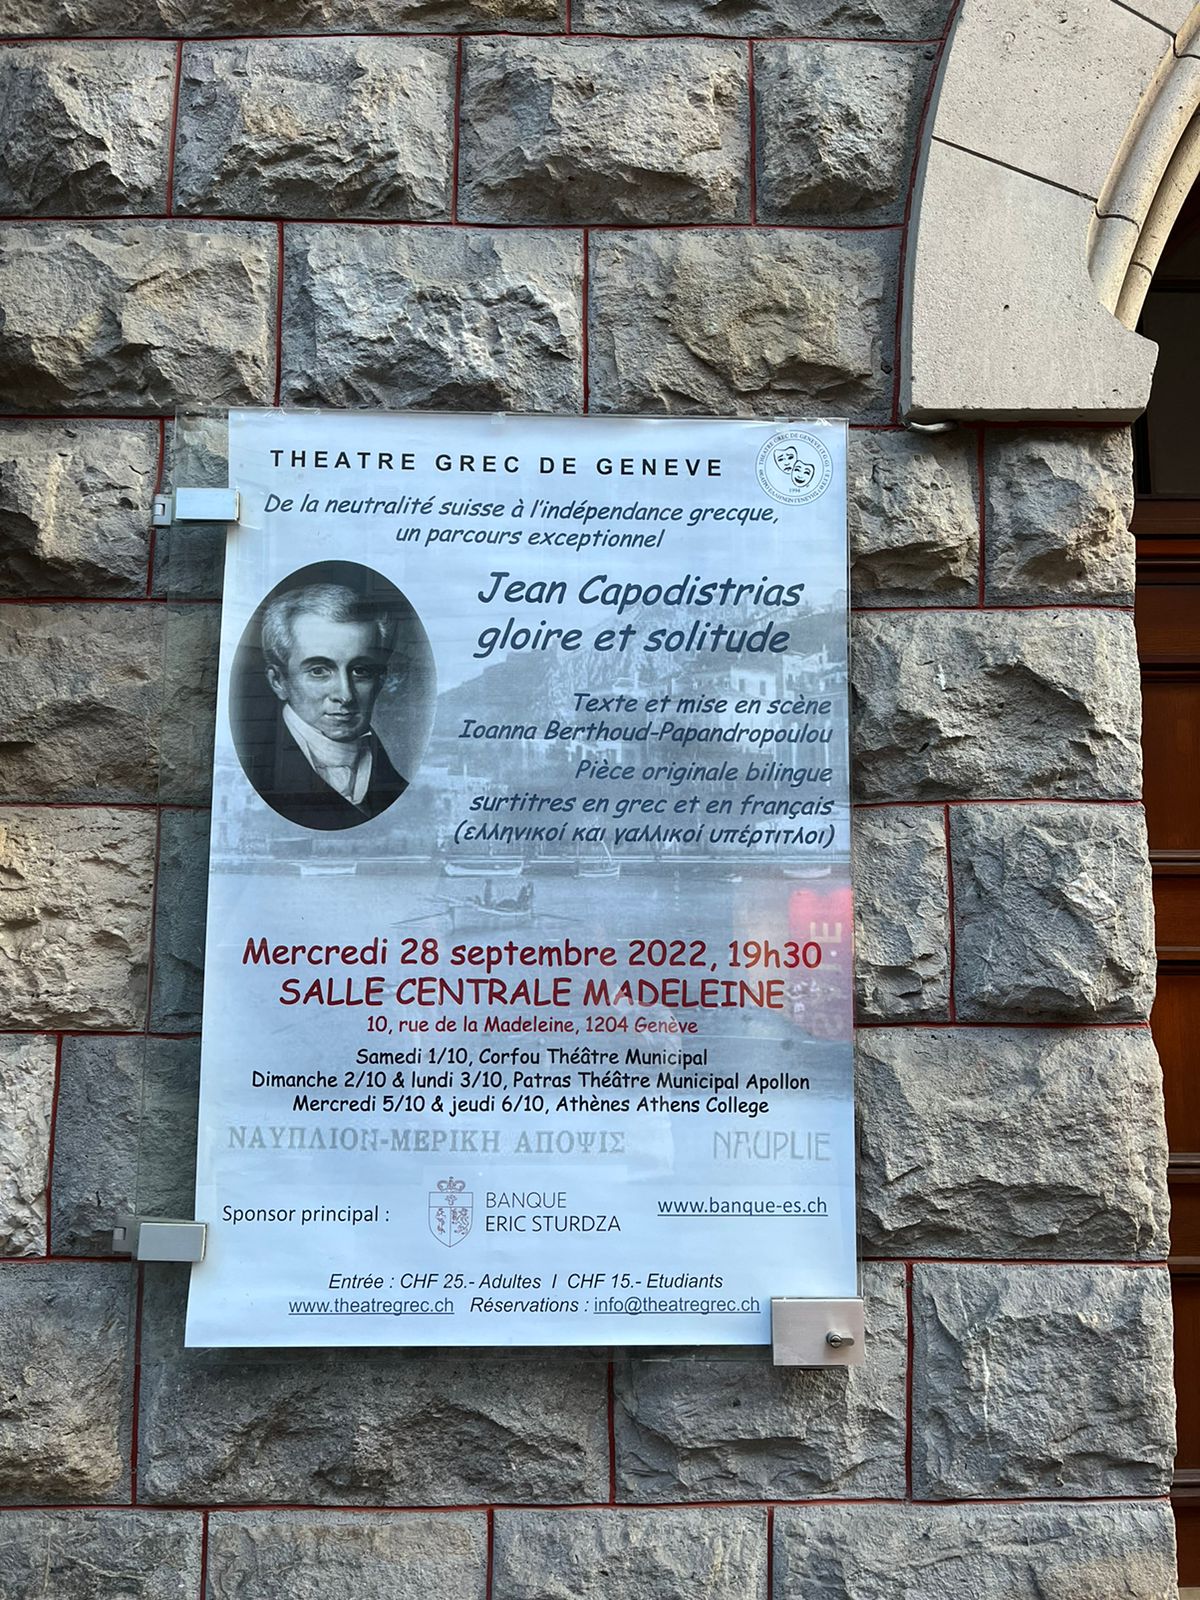 THEATRE GREC DE GENEVE
De la neutralité suisse à l'indépendance grecque,
un parcours exceptionnel
Jean Capodistrias
gloire et solitude
Texte et mise en scène
Ioanna Berthoud-Papandropoulou
Pièce originale bilingue
surtitres en grec et en français
(ελληνικοί και γαλλικοί υπέρτιτλοι)
Mercredi 28 septembre 2022, 19h30
SALLE CENTRALE MADELEINE
10, rue de la Madeleine, 1204 Genève
Samedi 1/10, Corfou Théâtre Municipal
Dimanche 2/10 & lundi 3/10, Patras Théâtre Municipal Apollon
Mercredi 5/10 & jeudi 6/10, Athènes Athens College
ΝΑΥΠΛΙΟΝ-ΜΕΡΙΚΗ ΑΠΟΨΙΣ NAUPLIE
Sponsor principal : BANQUE ERIC STURDZA www.banque-es.ch
Entrée : CHF 25.- Adultes I CHF 15.- Etudiants
www.theatregrec.ch Réservations : info@theatregrec.ch